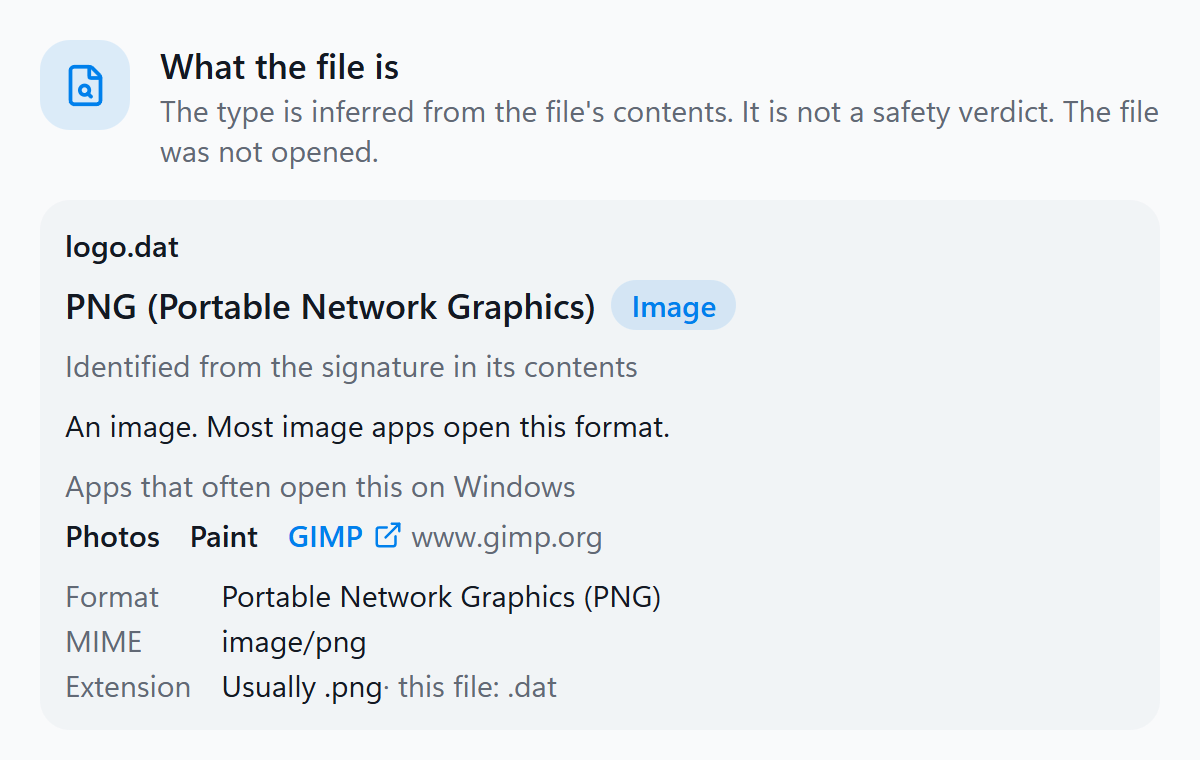 What the file is
The type is inferred from the file's contents. It is not a safety verdict. The file
was not opened.
logo.dat
PNG (Portable Network Graphics) Image
Identified from the signature in its contents
An image. Most image apps open this format.
Apps that often open this on Windows
Photos Paint GIMP www.gimp.org
Format Portable Network Graphics (PNG)
MIME image/png
Extension Usually .png· this file: .dat